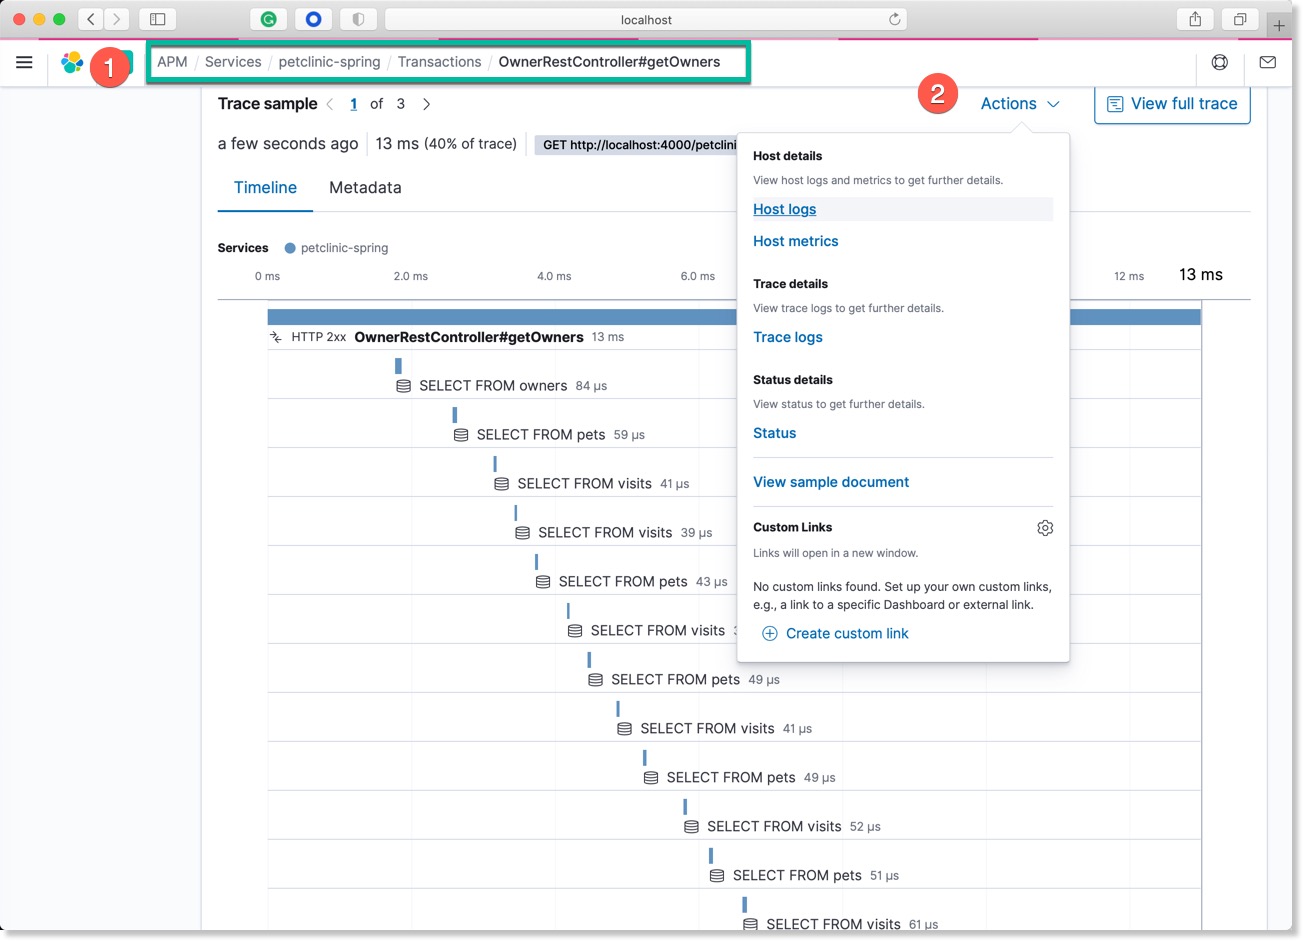 localhost
1
APM / Services / petclinic-spring / Transactions / OwnerRestController#getOwners
Trace sample 1 of 3
2
Actions
View full trace
a few seconds ago 13 ms (40% of trace) GET http://localhost:4000/petclini
Timeline Metadata
Services petclinic-spring
0 ms 2.0 ms 4.0 ms 6.0 ms 12 ms 13 ms
HTTP 2xx OwnerRestController#getOwners 13 ms
SELECT FROM owners 84 μs
SELECT FROM pets 59 μs
SELECT FROM visits 41 μs
SELECT FROM visits 39 μs
SELECT FROM pets 43 μs
SELECT FROM visits
SELECT FROM pets 49 μs
SELECT FROM visits 41 μs
SELECT FROM pets 49 μs
SELECT FROM visits 52 μs
SELECT FROM pets 51 μs
SELECT FROM visits 61 μs
Host details
View host logs and metrics to get further details.
Host logs
Host metrics
Trace details
View trace logs to get further details.
Trace logs
Status details
View status to get further details.
Status
View sample document
Custom Links
Links will open in a new window.
No custom links found. Set up your own custom links,
e.g., a link to a specific Dashboard or external link.
Create custom link